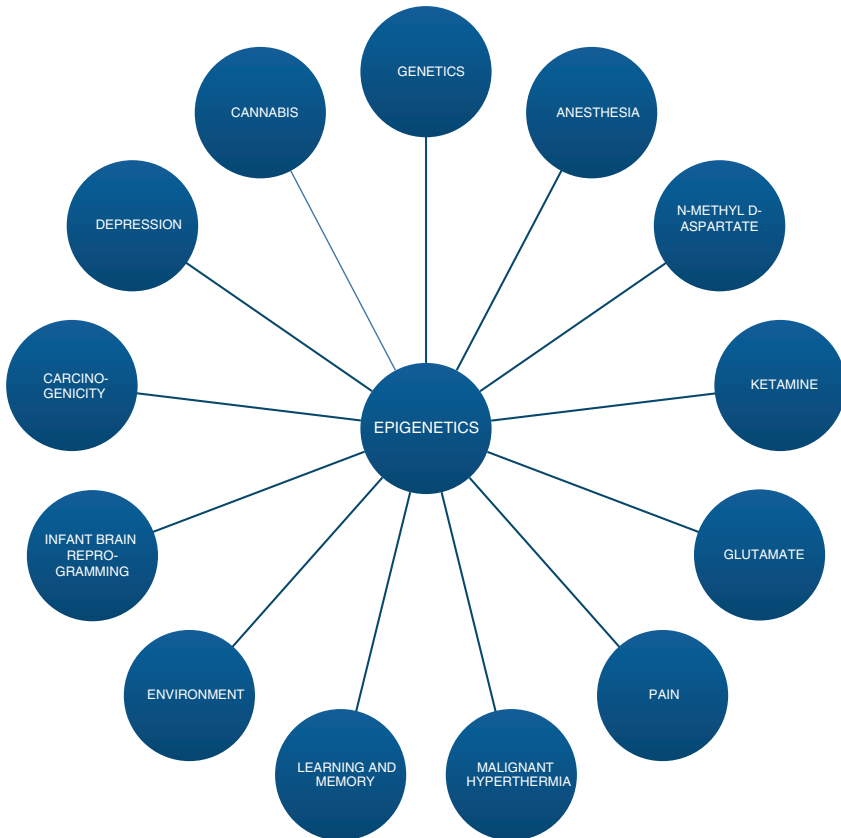 GENETICS
CANNABIS
ANESTHESIA
DEPRESSION
N-METHYL D-
ASPARTATE
CARCINO-
GENICITY
KETAMINE
EPIGENETICS
INFANT BRAIN
REPRO-
GRAMMING
GLUTAMATE
ENVIRONMENT
PAIN
LEARNING AND
MEMORY
MALIGNANT
HYPERTHERMIA